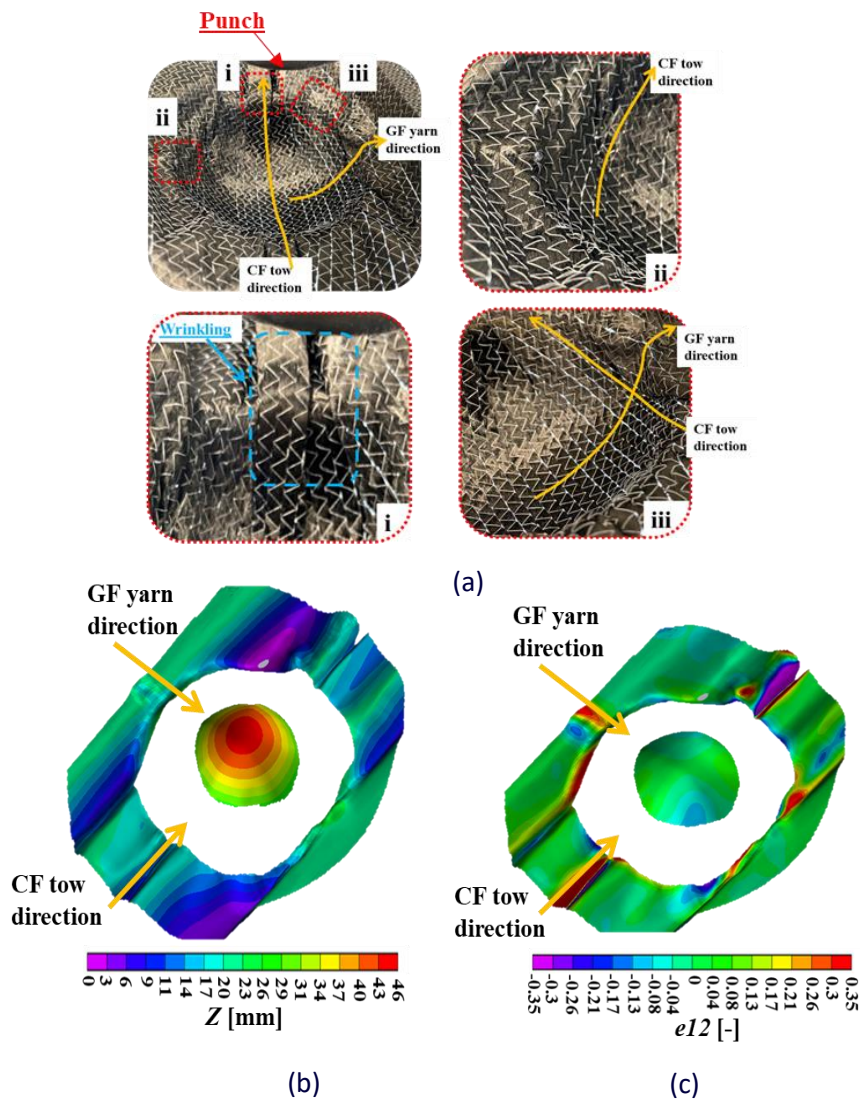 Punch
i
iii
ii
GF yarn
direction
CF tow
direction
CF tow
direction
ii
Wrinkling
i
GF yarn
direction
CF tow
direction
iii
(a)
GF yarn
direction
CF tow
direction
0 3 6 9 11 14 17 20 23 26 29 31 34 37 40 43 46
Z [mm]
(b)
GF yarn
direction
CF tow
direction
-0.35 -0.3 -0.26 -0.21 -0.17 -0.13 -0.08 -0.04 0 0.04 0.08 0.13 0.17 0.21 0.26 0.3 0.35
e12 [-]
(c)